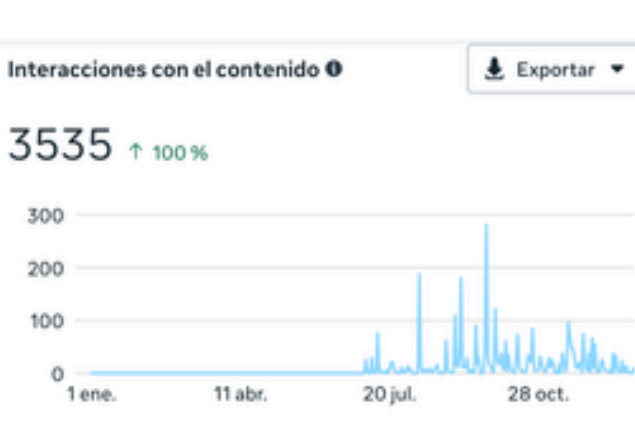 Interacciones con el contenido
Exportar
3535 ↑ 100 %
300
200
100
0
1 ene. 11 abr. 20 jul. 28 oct.